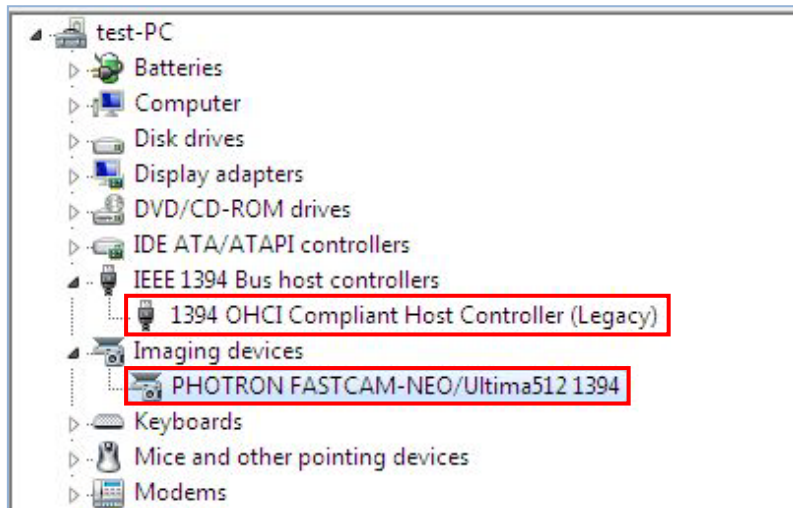 test-PC
Batteries
Computer
Disk drives
Display adapters
DVD/CD-ROM drives
IDE ATA/ATAPI controllers
IEEE 1394 Bus host controllers
1394 OHCI Compliant Host Controller (Legacy)
Imaging devices
PHOTRON FASTCAM-NEO/Ultima512 1394
Keyboards
Mice and other pointing devices
Modems